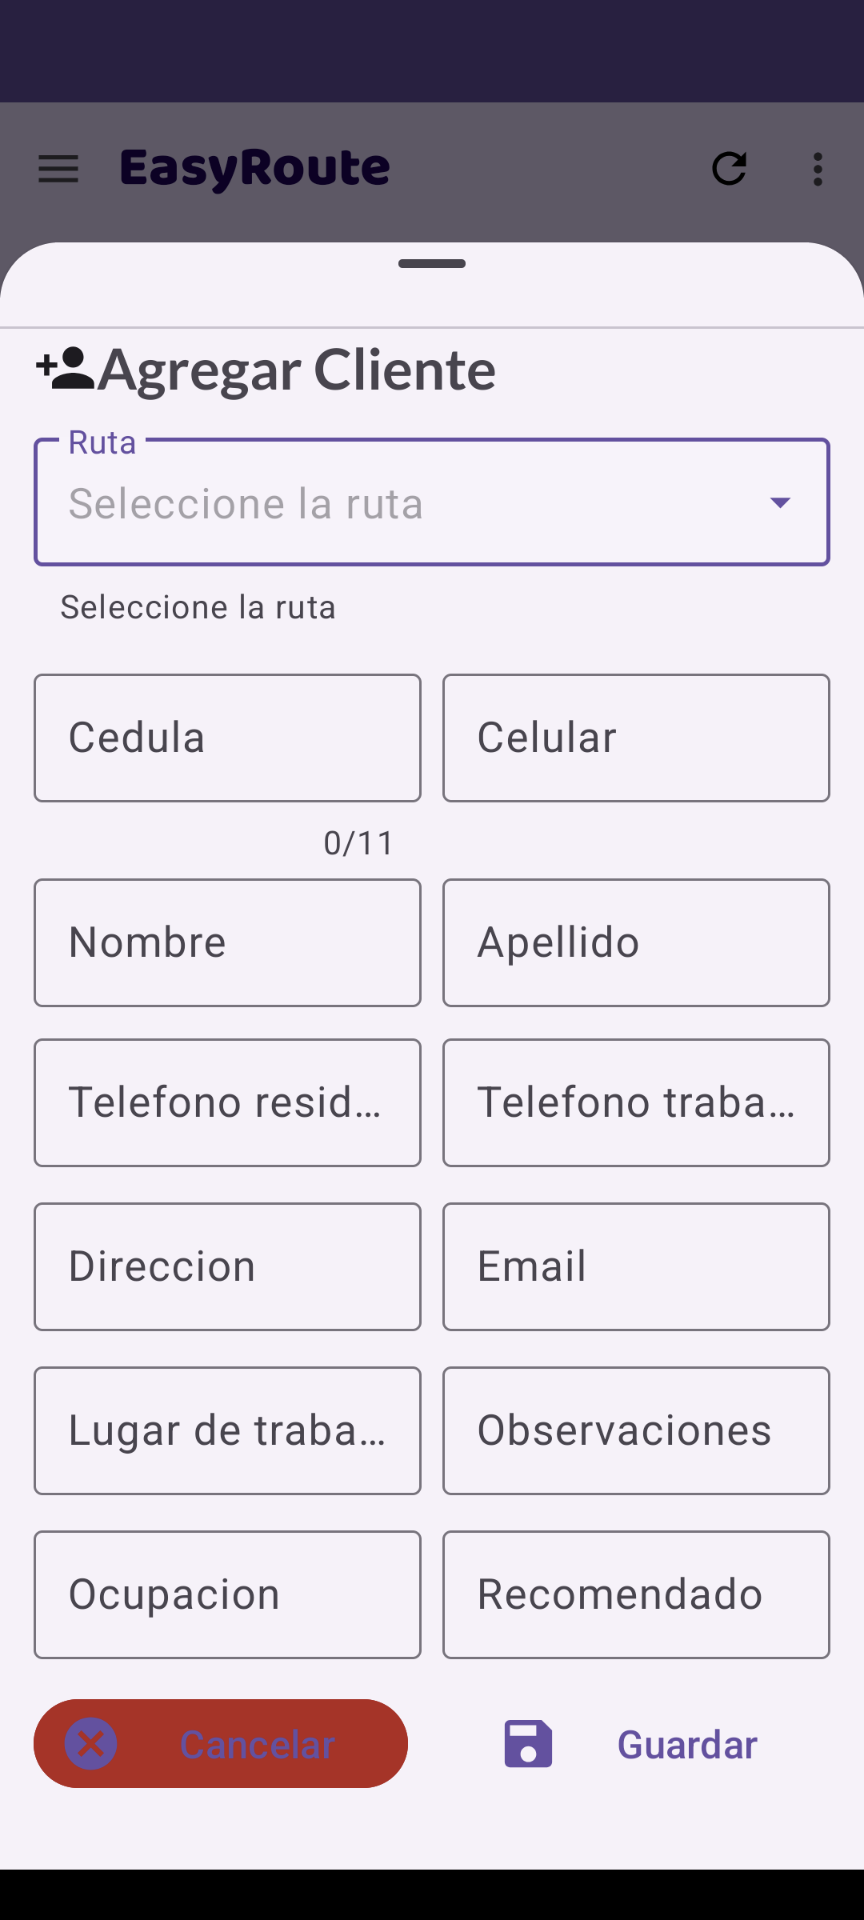 EasyRoute
Agregar Cliente
Ruta
Seleccione la ruta
Seleccione la ruta
Cedula
Celular
0/11
Nombre
Apellido
Telefono resid...
Telefono traba...
Direccion
Email
Lugar de traba...
Observaciones
Ocupacion
Recomendado
Cancelar
Guardar